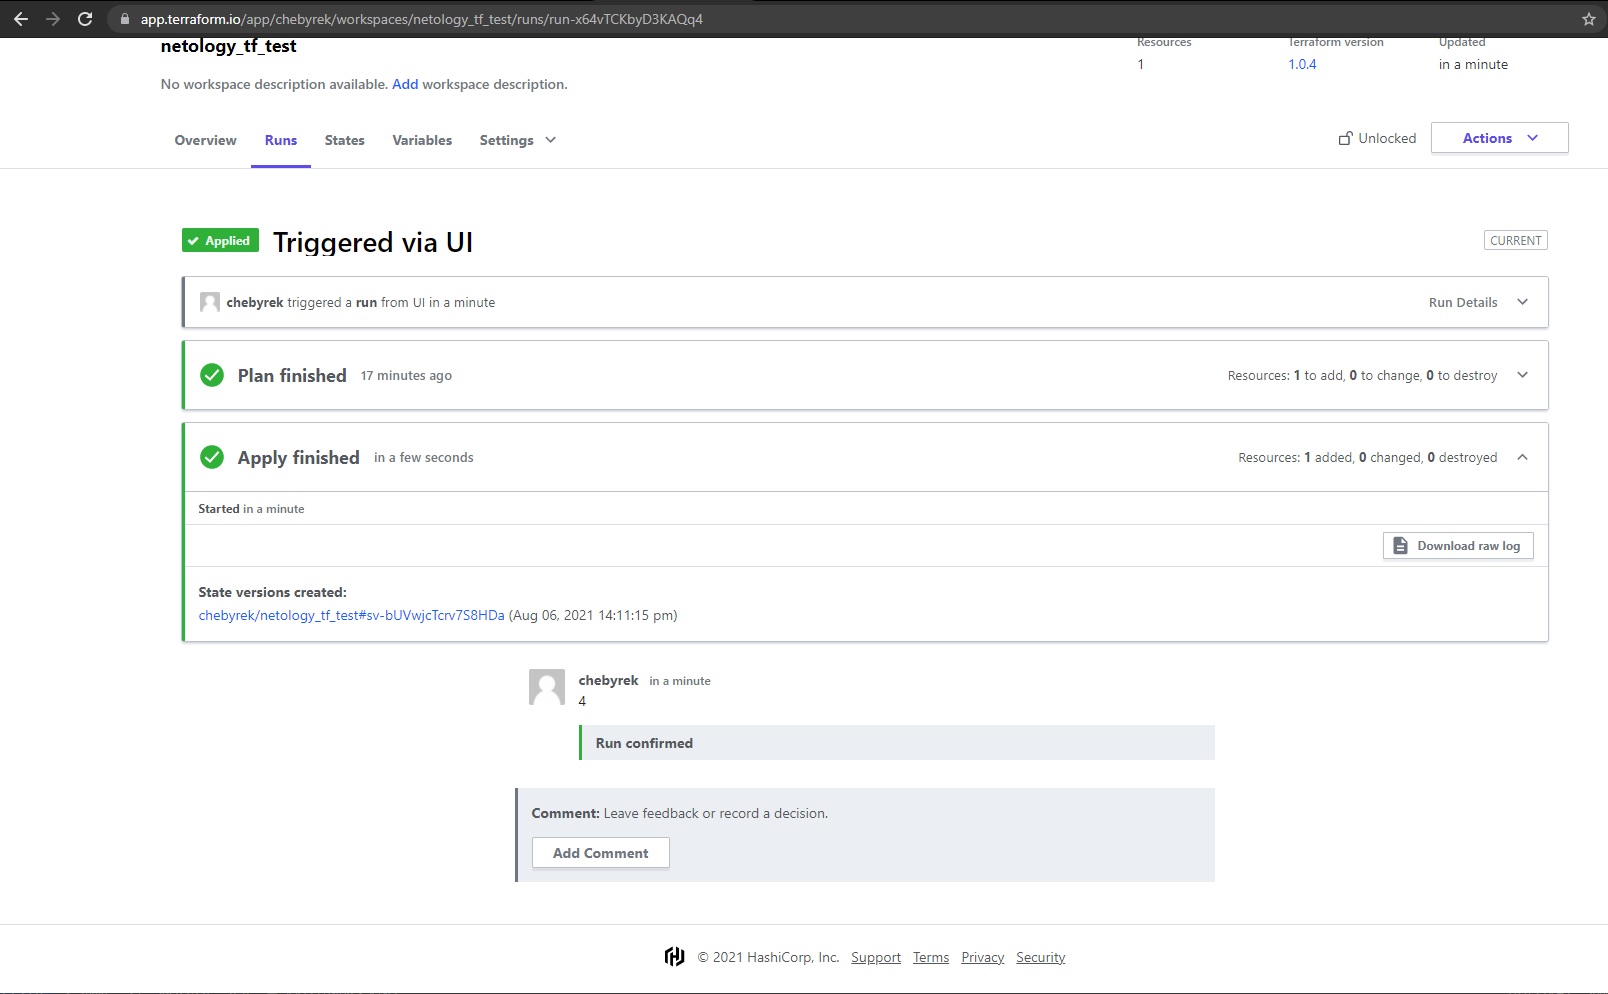 app.terraform.io/app/chebyrek/workspaces/netology_tf_test/runs/run-x64vTCKbyD3KAQq4
netology_tf_test
Resources Terraform version Updated
1 1.0.4 in a minute
No workspace description available. Add workspace description.
Overview Runs States Variables Settings Unlocked Actions
Applied Triggered via UI CURRENT
chebyrek triggered a run from UI in a minute Run Details
Plan finished 17 minutes ago Resources: 1 to add, 0 to change, 0 to destroy
Apply finished in a few seconds Resources: 1 added, 0 changed, 0 destroyed
Started in a minute
Download raw log
State versions created:
chebyrek/netology_tf_test#sv-bUVwjcTcrv7S8HDa (Aug 06, 2021 14:11:15 pm)
chebyrek in a minute
4
Run confirmed
Comment: Leave feedback or record a decision.
Add Comment
© 2021 HashiCorp, Inc. Support Terms Privacy Security